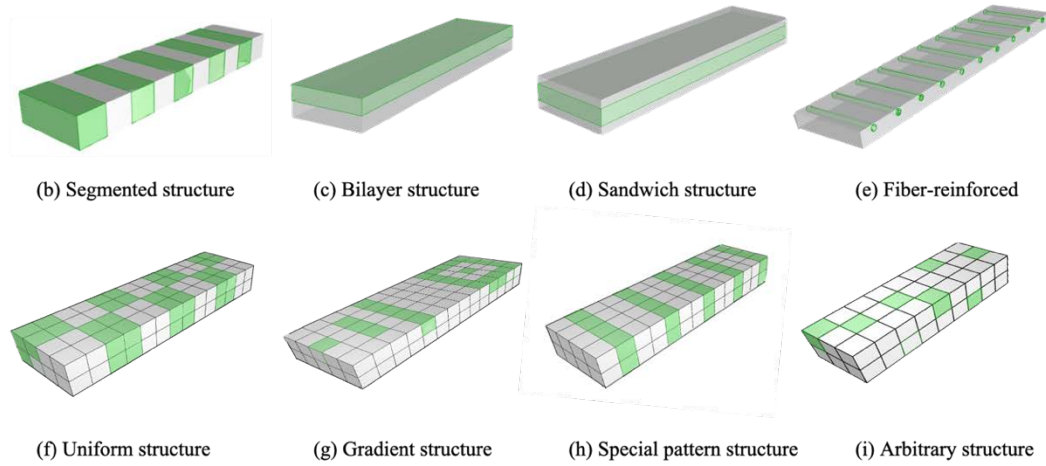 (b) Segmented structure
(c) Bilayer structure
(d) Sandwich structure
(e) Fiber-reinforced
(f) Uniform structure
(g) Gradient structure
(h) Special pattern structure
(i) Arbitrary structure